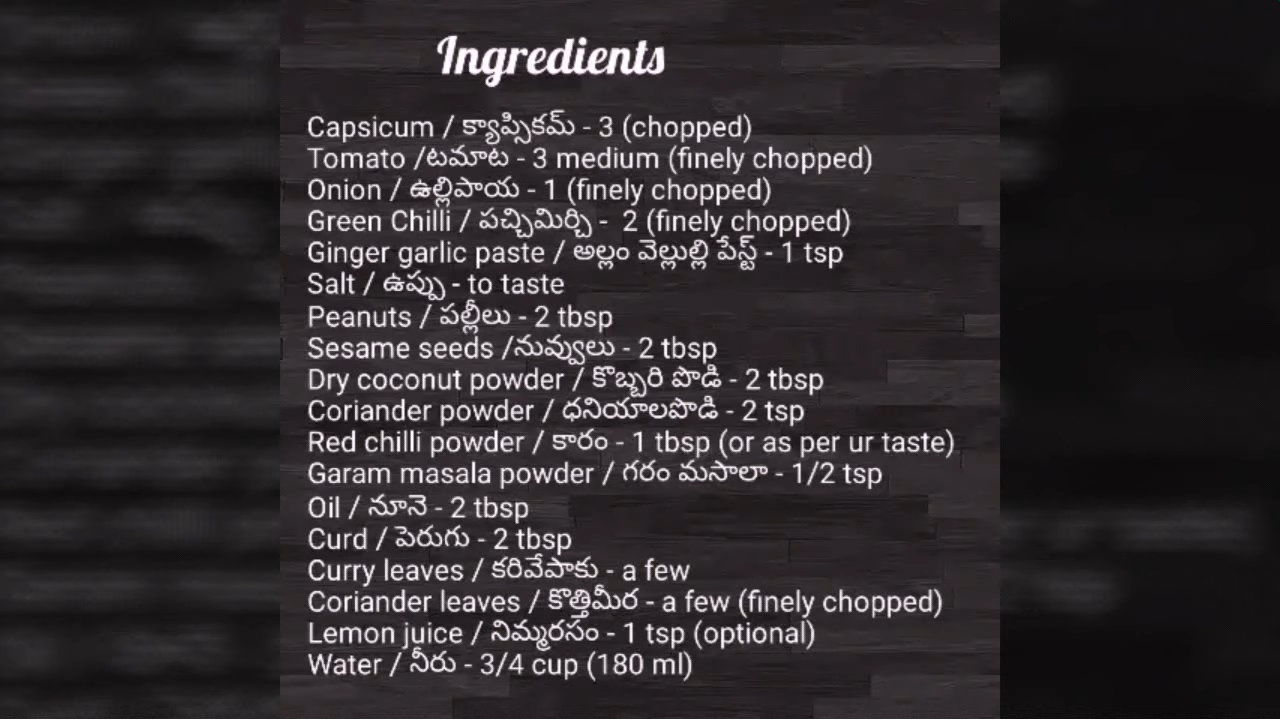 Ingredients
Capsicum / క్యాప్సికమ్ - 3 (chopped)
Tomato /టమాట - 3 medium (finely chopped)
Onion / ఉల్లిపాయ - 1 (finely chopped)
Green Chilli / పచ్చిమిర్చి - 2 (finely chopped)
Ginger garlic paste / అల్లం వెల్లుల్లి పేస్ట్ - 1 tsp
Salt / ఉప్పు - to taste
Peanuts / పల్లీలు - 2 tbsp
Sesame seeds /నువ్వులు - 2 tbsp
Dry coconut powder / కొబ్బరి పొడి - 2 tbsp
Coriander powder / ధనియాలపొడి - 2 tsp
Red chilli powder / కారం - 1 tbsp (or as per ur taste)
Garam masala powder / గరం మసాలా - 1/2 tsp
Oil / నూనె - 2 tbsp
Curd / పెరుగు - 2 tbsp
Curry leaves / కరివేపాకు - a few
Coriander leaves / కొత్తిమీర - a few (finely chopped)
Lemon juice / నిమ్మరసం - 1 tsp (optional)
Water / నీరు - 3/4 cup (180 ml)